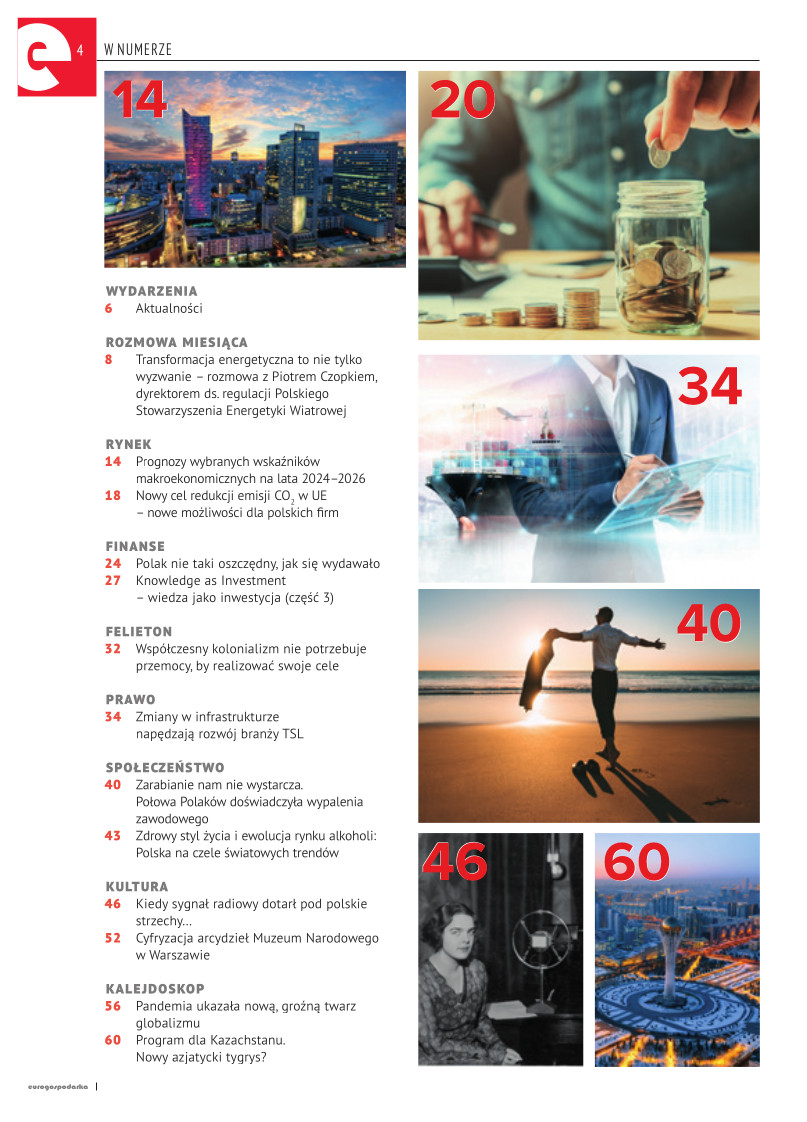 4
W NUMERZE
14
20
WYDARZENIA
6 Aktualności
ROZMOWA MIESIĄCA
8 Transformacja energetyczna to nie tylko
wyzwanie – rozmowa z Piotrem Czopkiem,
dyrektorem ds. regulacji Polskiego
Stowarzyszenia Energetyki Wiatrowej
RYNEK
14 Prognozy wybranych wskaźników
makroekonomicznych na lata 2024–2026
18 Nowy cel redukcji emisji CO₂ w UE
– nowe możliwości dla polskich firm
FINANSE
24 Polak nie taki oszczędny, jak się wydawało
27 Knowledge as Investment
– wiedza jako inwestycja (część 3)
FELIETON
32 Współczesny kolonializm nie potrzebuje
przemocy, by realizować swoje cele
PRAWO
34 Zmiany w infrastrukturze
napędzają rozwój branży TSL
SPOŁECZEŃSTWO
40 Zarabianie nam nie wystarcza.
Połowa Polaków doświadczyła wypalenia
zawodowego
43 Zdrowy styl życia i ewolucja rynku alkoholi:
Polska na czele światowych trendów
KULTURA
46 Kiedy sygnał radiowy dotarł pod polskie
strzechy...
52 Cyfryzacja arcydzieł Muzeum Narodowego
w Warszawie
KALEJDOSKOP
56 Pandemia ukazała nową, groźną twarz
globalizmu
60 Program dla Kazachstanu.
Nowy azjatycki tygrys?
34
40
46
60
eurogospodarka